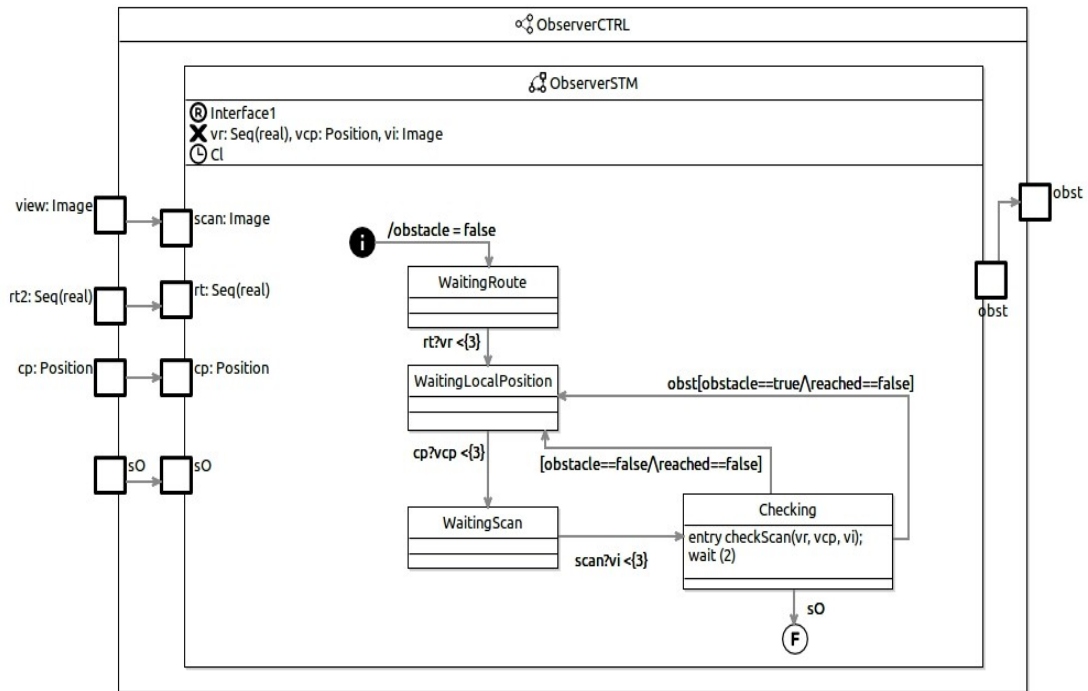 ObserverCTRL
ObserverSTM
R Interface1
vr: Seq(real), vcp: Position, vi: Image
Cl
view: Image
scan: Image
obst
i
/obstacle = false
WaitingRoute
rt2: Seq(real)
rt: Seq(real)
obst
rt?vr <{3}
cp: Position
cp: Position
WaitingLocalPosition
obst[obstacle==true/\reached==false]
cp?vcp <{3}
[obstacle==false/\reached==false]
sO
sO
WaitingScan
scan?vi <{3}
Checking
entry checkScan(vr, vcp, vi);
wait (2)
sO
F